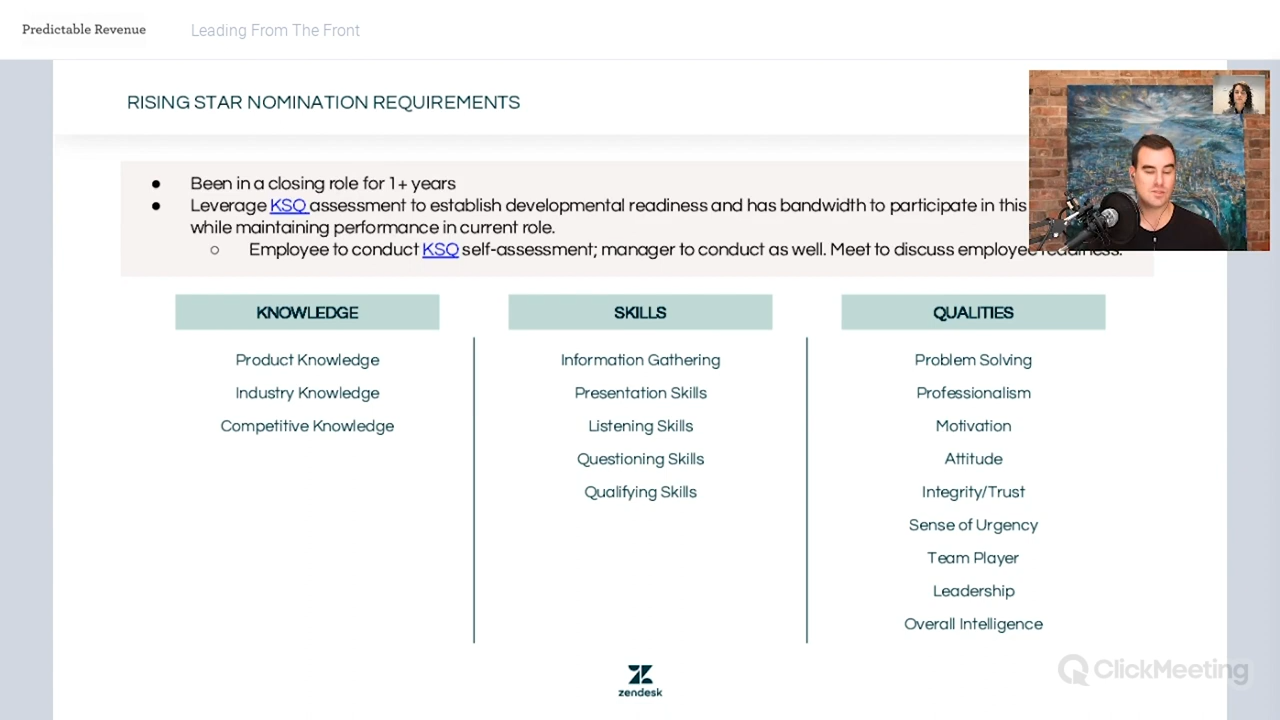 Predictable Revenue
Leading From The Front
RISING STAR NOMINATION REQUIREMENTS
● Been in a closing role for 1+ years
● Leverage KSQ assessment to establish developmental readiness and has bandwidth to participate in this
while maintaining performance in current role.
○ Employee to conduct KSQ self-assessment; manager to conduct as well. Meet to discuss employee readiness.
KNOWLEDGE
Product Knowledge
Industry Knowledge
Competitive Knowledge
SKILLS
Information Gathering
Presentation Skills
Listening Skills
Questioning Skills
Qualifying Skills
QUALITIES
Problem Solving
Professionalism
Motivation
Attitude
Integrity/Trust
Sense of Urgency
Team Player
Leadership
Overall Intelligence
zendesk
ClickMeeting